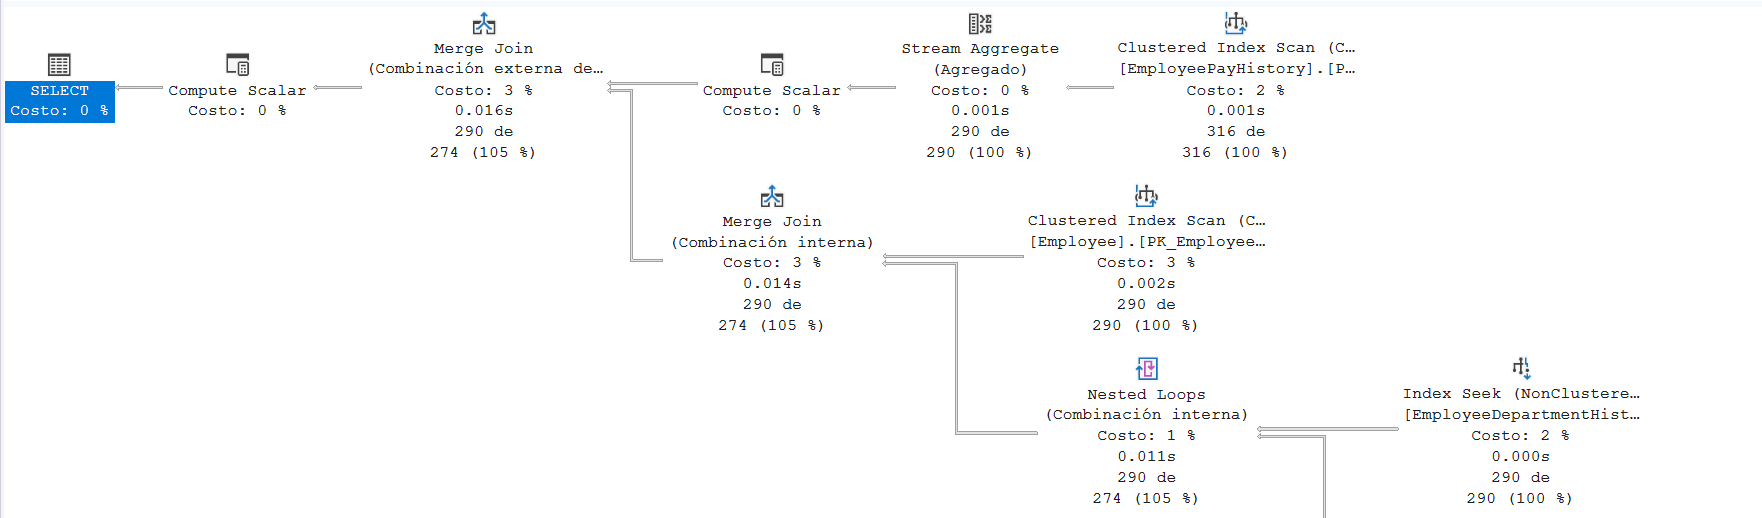 SELECT
Costo: 0 %
Compute Scalar
Costo: 0 %
Merge Join
(Combinación externa de…
Costo: 3 %
0.016s
290 de
274 (105 %)
Compute Scalar
Costo: 0 %
Stream Aggregate
(Agregado)
Costo: 0 %
0.001s
290 de
290 (100 %)
Clustered Index Scan (C…
[EmployeePayHistory].[P…
Costo: 2 %
0.001s
316 de
316 (100 %)
Merge Join
(Combinación interna)
Costo: 3 %
0.014s
290 de
274 (105 %)
Clustered Index Scan (C…
[Employee].[PK_Employee…
Costo: 3 %
0.002s
290 de
290 (100 %)
Nested Loops
(Combinación interna)
Costo: 1 %
0.011s
290 de
274 (105 %)
Index Seek (NonClustere…
[EmployeeDepartmentHist…
Costo: 2 %
0.000s
290 de
290 (100 %)